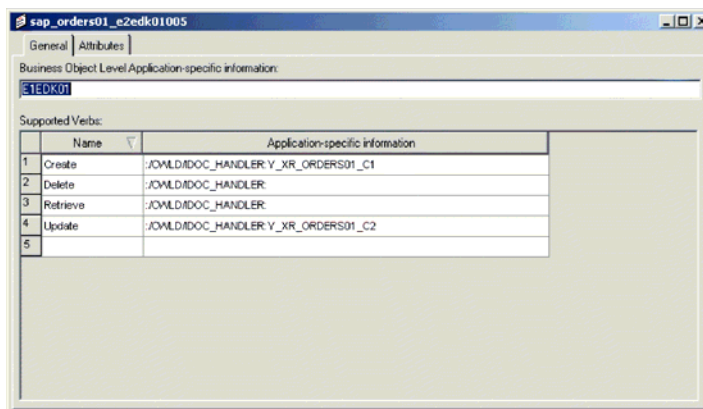 sap_orders01_e2edk01005
General Attributes
Business Object Level Application-specific information:
E1EDK01
Supported Verbs:
Name Application-specific information
1 Create :/CWLD/IDOC_HANDLER:Y_XR_ORDERS01_C1
2 Delete :/CWLD/IDOC_HANDLER:
3 Retrieve :/CWLD/IDOC_HANDLER:
4 Update :/CWLD/IDOC_HANDLER:Y_XR_ORDERS01_C2
5